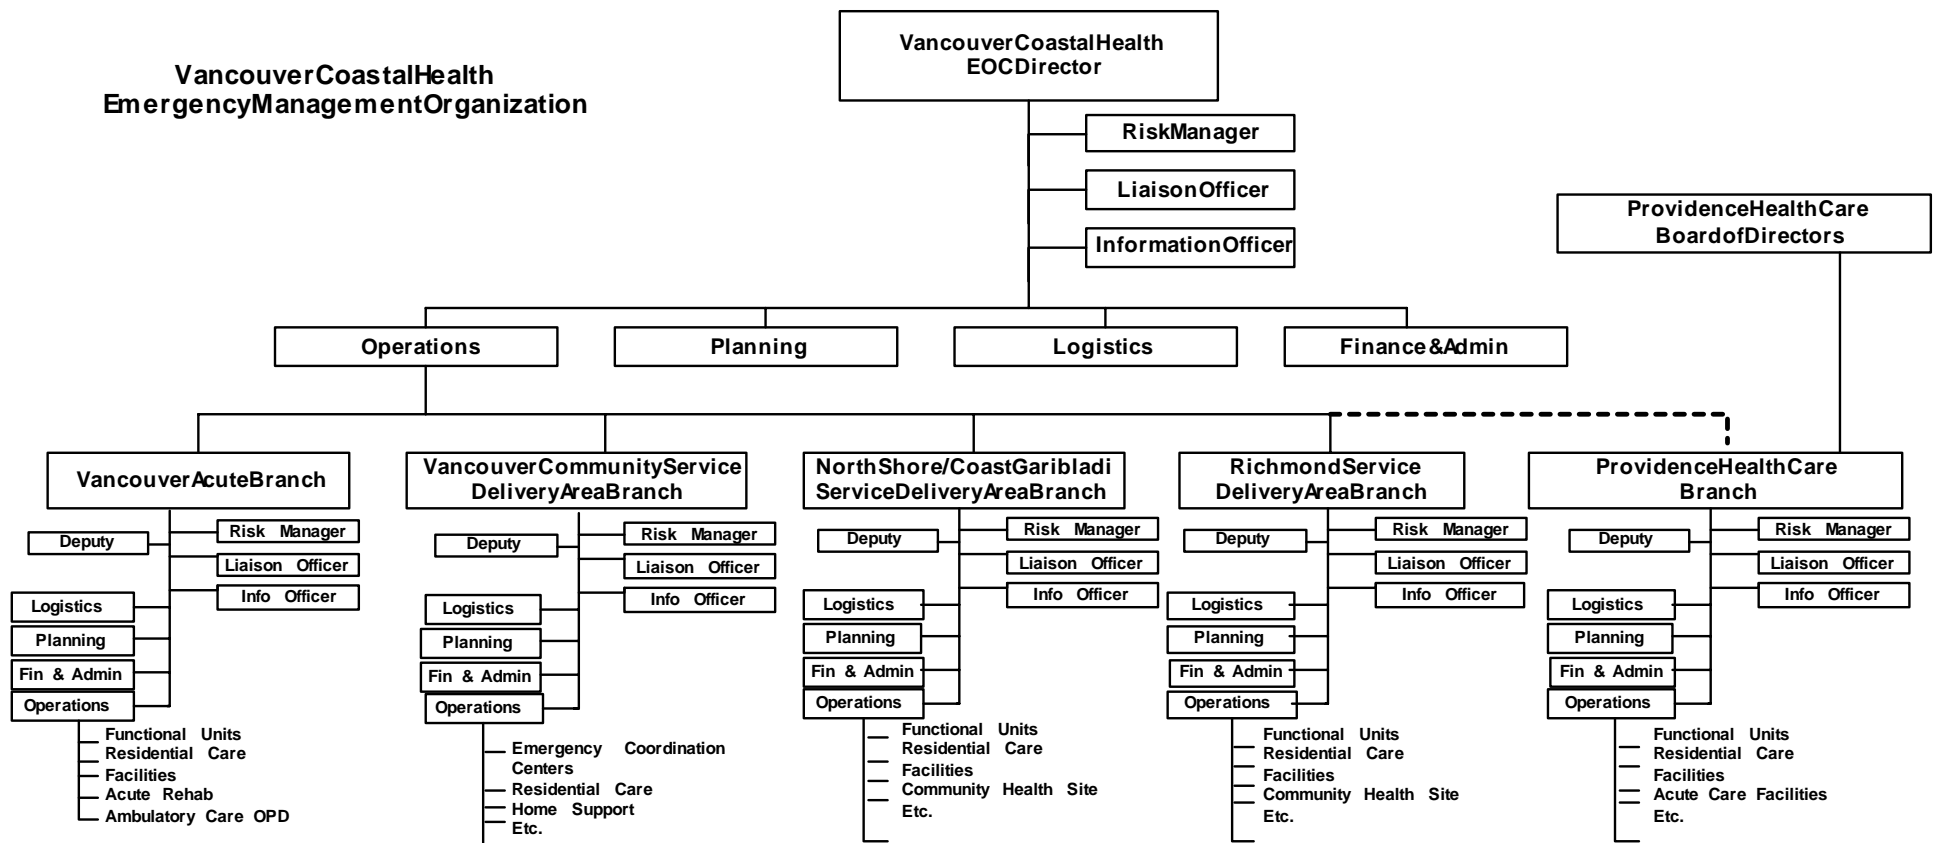 VancouverCoastalHealth
EmergencyManagementOrganization
VancouverCoastalHealth
EOCDirector
RiskManager
LiaisonOfficer
InformationOfficer
ProvidenceHealthCare
BoardofDirectors
Operations
Planning
Logistics
Finance&Admin
VancouverAcuteBranch
Deputy
Risk Manager
Liaison Officer
Info Officer
Logistics
Planning
Fin & Admin
Operations
Functional Units
Residential Care
Facilities
Acute Rehab
Ambulatory Care OPD
VancouverCommunityService
DeliveryAreaBranch
Deputy
Risk Manager
Liaison Officer
Info Officer
Logistics
Planning
Fin & Admin
Operations
Emergency Coordination
Centers
Residential Care
Home Support
Etc.
NorthShore/CoastGaribladi
ServiceDeliveryAreaBranch
Deputy
Risk Manager
Liaison Officer
Info Officer
Logistics
Planning
Fin & Admin
Operations
Functional Units
Residential Care
Facilities
Community Health Site
Etc.
RichmondService
DeliveryAreaBranch
Deputy
Risk Manager
Liaison Officer
Info Officer
Logistics
Planning
Fin & Admin
Operations
Functional Units
Residential Care
Facilities
Community Health Site
Etc.
ProvidenceHealthCare
Branch
Deputy
Risk Manager
Liaison Officer
Info Officer
Logistics
Planning
Fin & Admin
Operations
Functional Units
Residential Care
Facilities
Acute Care Facilities
Etc.